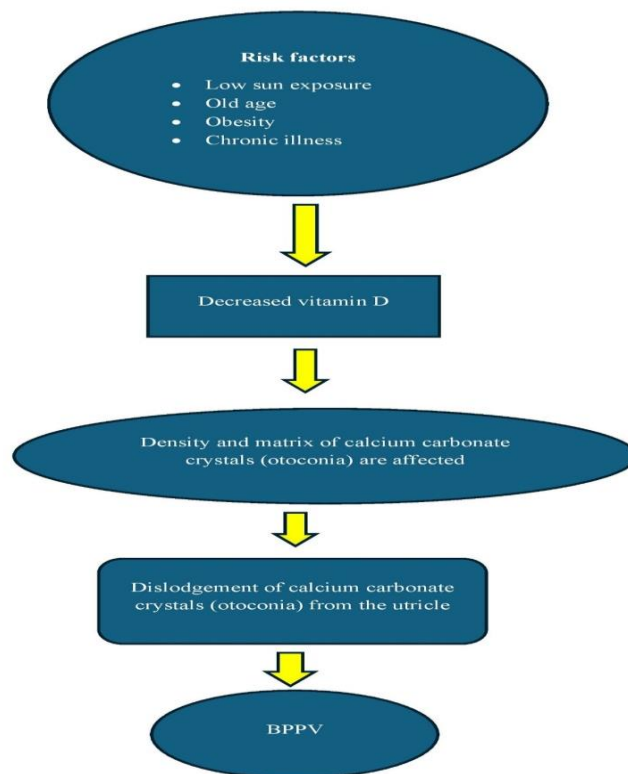 Risk factors
• Low sun exposure
• Old age
• Obesity
• Chronic illness
Decreased vitamin D
Density and matrix of calcium carbonate
crystals (otoconia) are affected
Dislodgement of calcium carbonate
crystals (otoconia) from the utricle
BPPV